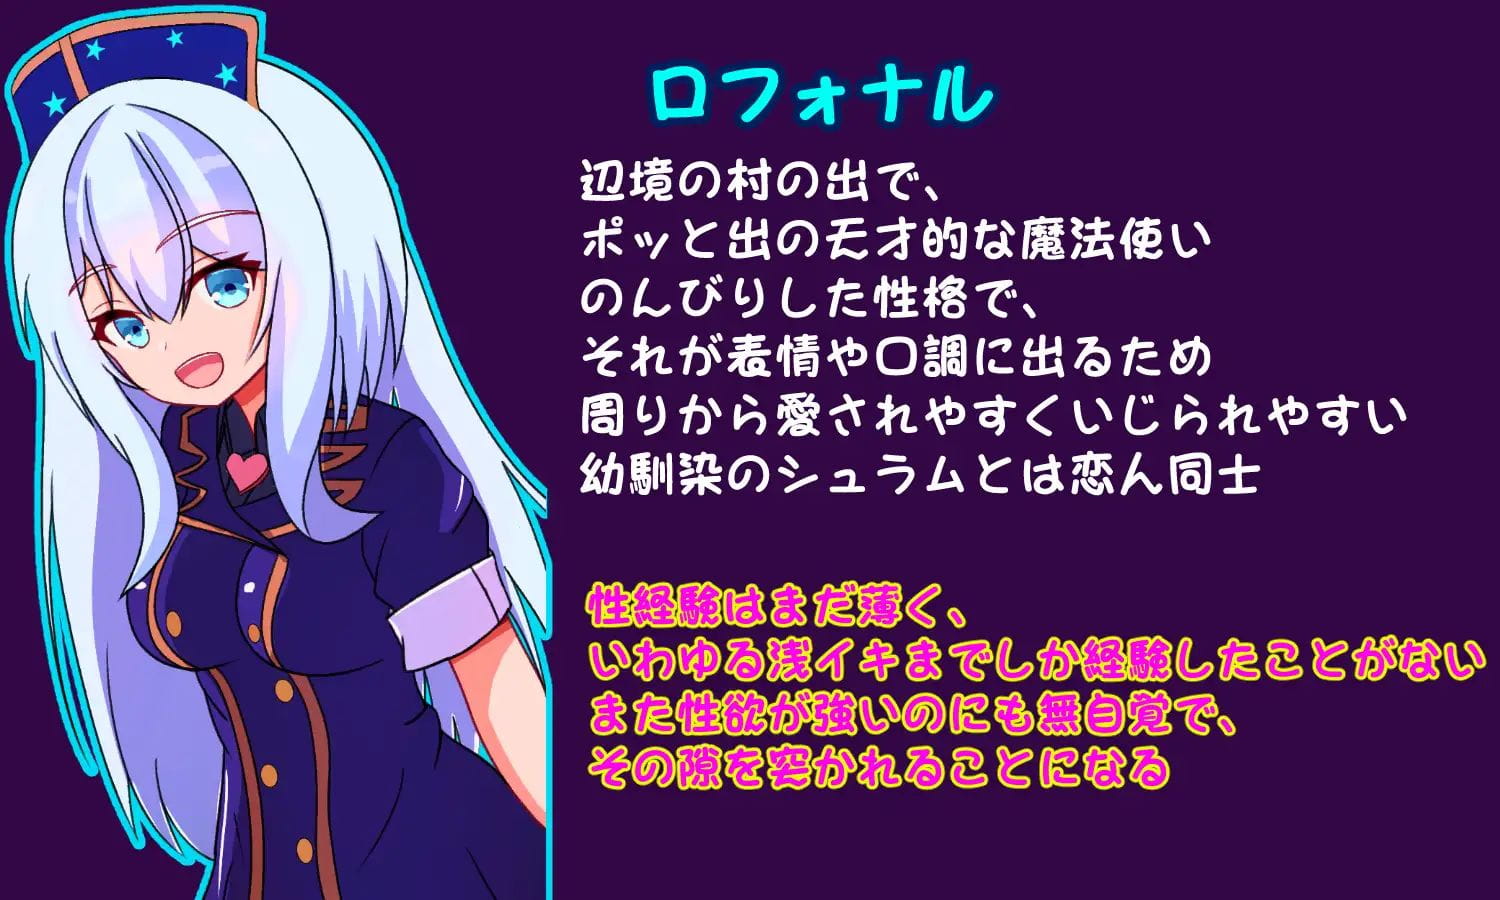 ロフォナル
辺境の村の出で、
ポッと出の天才的な魔法使い
のんびりした性格で、
それが表情や口調に出るため
周りから愛されやすくいじられやすい
幼馴染のシュラムとは恋ん同士
性経験はまだ薄く、
いわゆる浅イキまでしか経験したことがない
また性欲が強いのにも無自覚で、
その隙を突かれることになる